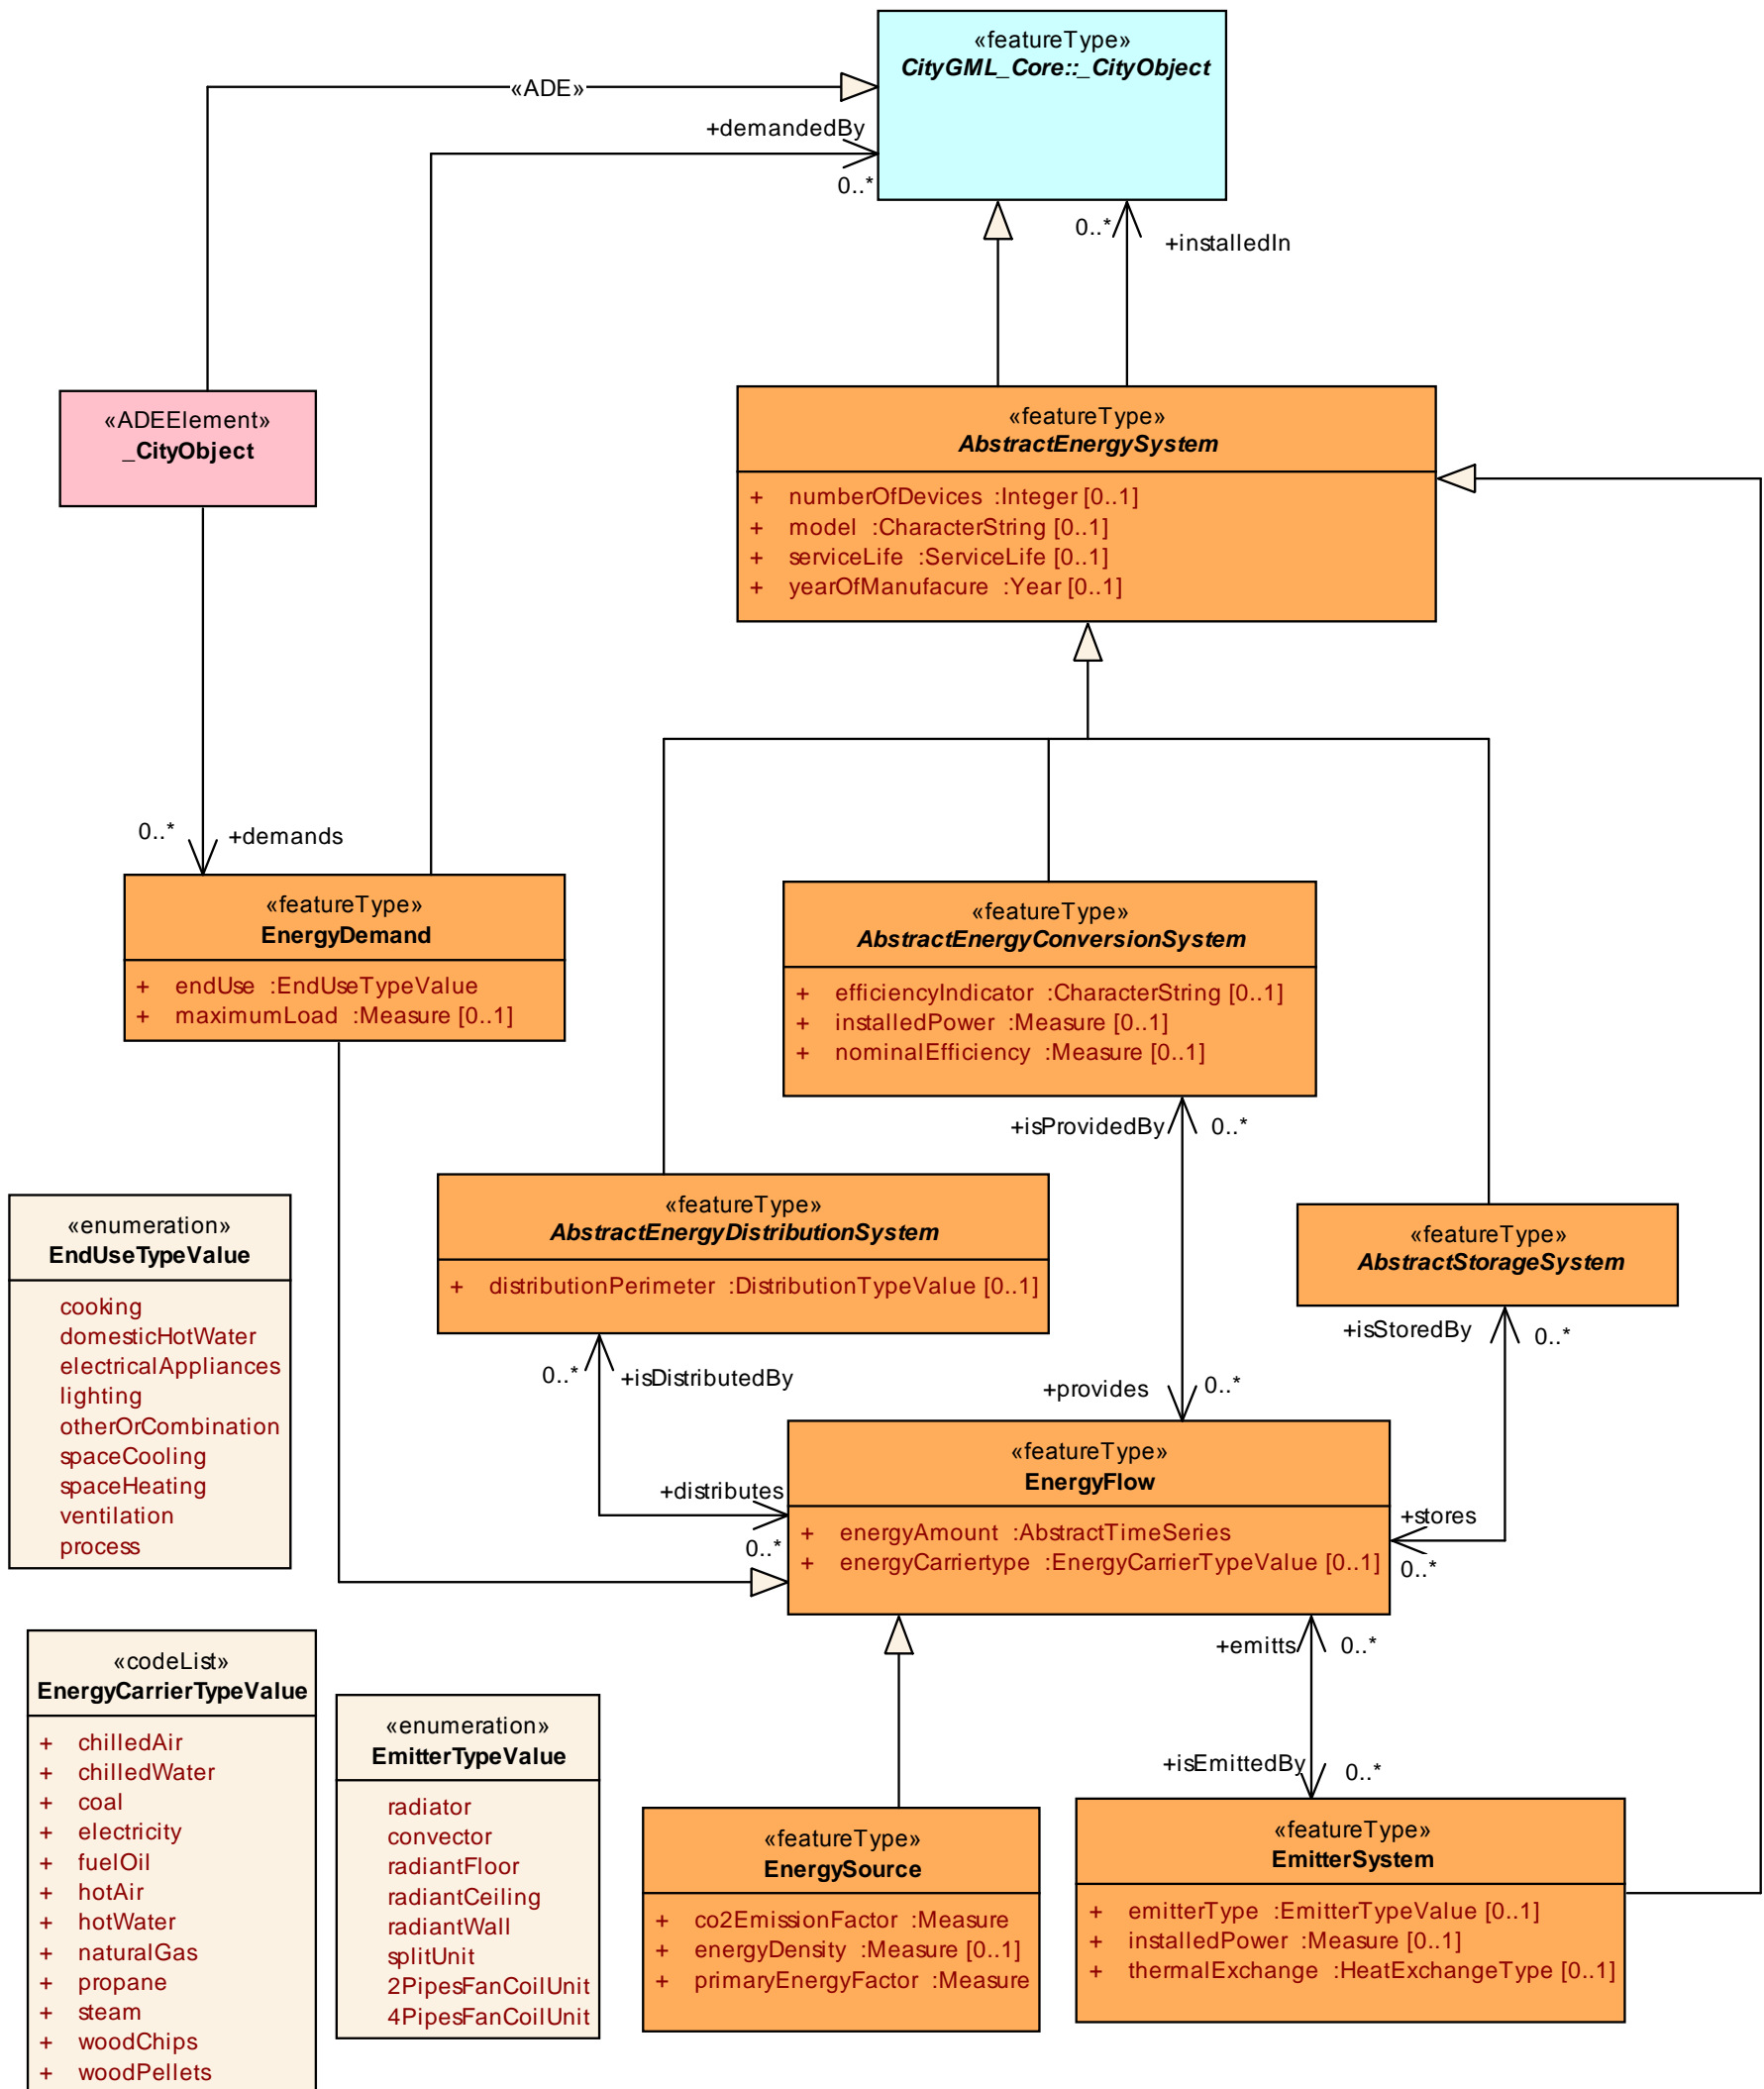 «featureType»
CityGML_Core::_CityObject
«ADE»
+demandedBy
0..*
0..*
+installedIn
«ADEElement»
_CityObject
«featureType»
AbstractEnergySystem
+ numberOfDevices :Integer [0..1]
+ model :CharacterString [0..1]
+ serviceLife :ServiceLife [0..1]
+ yearOfManufacure :Year [0..1]
0..*
+demands
«featureType»
EnergyDemand
+ endUse :EndUseTypeValue
+ maximumLoad :Measure [0..1]
«featureType»
AbstractEnergyConversionSystem
+ efficiencyIndicator :CharacterString [0..1]
+ installedPower :Measure [0..1]
+ nominalEfficiency :Measure [0..1]
+isProvidedBy
0..*
«featureType»
AbstractEnergyDistributionSystem
+ distributionPerimeter :DistributionTypeValue [0..1]
«featureType»
AbstractStorageSystem
«enumeration»
EndUseTypeValue
cooking
domesticHotWater
electricalAppliances
lighting
otherOrCombination
spaceCooling
spaceHeating
ventilation
process
0..*
+isDistributedBy
+isStoredBy
0..*
+provides
0..*
«featureType»
EnergyFlow
+ energyAmount :AbstractTimeSeries
+ energyCarriertype :EnergyCarrierTypeValue [0..1]
+distributes
0..*
+stores
0..*
«codeList»
EnergyCarrierTypeValue
+ chilledAir
+ chilledWater
+ coal
+ electricity
+ fuelOil
+ hotAir
+ hotWater
+ naturalGas
+ propane
+ steam
+ woodChips
+ woodPellets
«enumeration»
EmitterTypeValue
radiator
convector
radiantFloor
radiantCeiling
radiantWall
splitUnit
2PipesFanCoilUnit
4PipesFanCoilUnit
+emitts
0..*
+isEmittedBy
0..*
«featureType»
EnergySource
+ co2EmissionFactor :Measure
+ energyDensity :Measure [0..1]
+ primaryEnergyFactor :Measure
«featureType»
EmitterSystem
+ emitterType :EmitterTypeValue [0..1]
+ installedPower :Measure [0..1]
+ thermalExchange :HeatExchangeType [0..1]